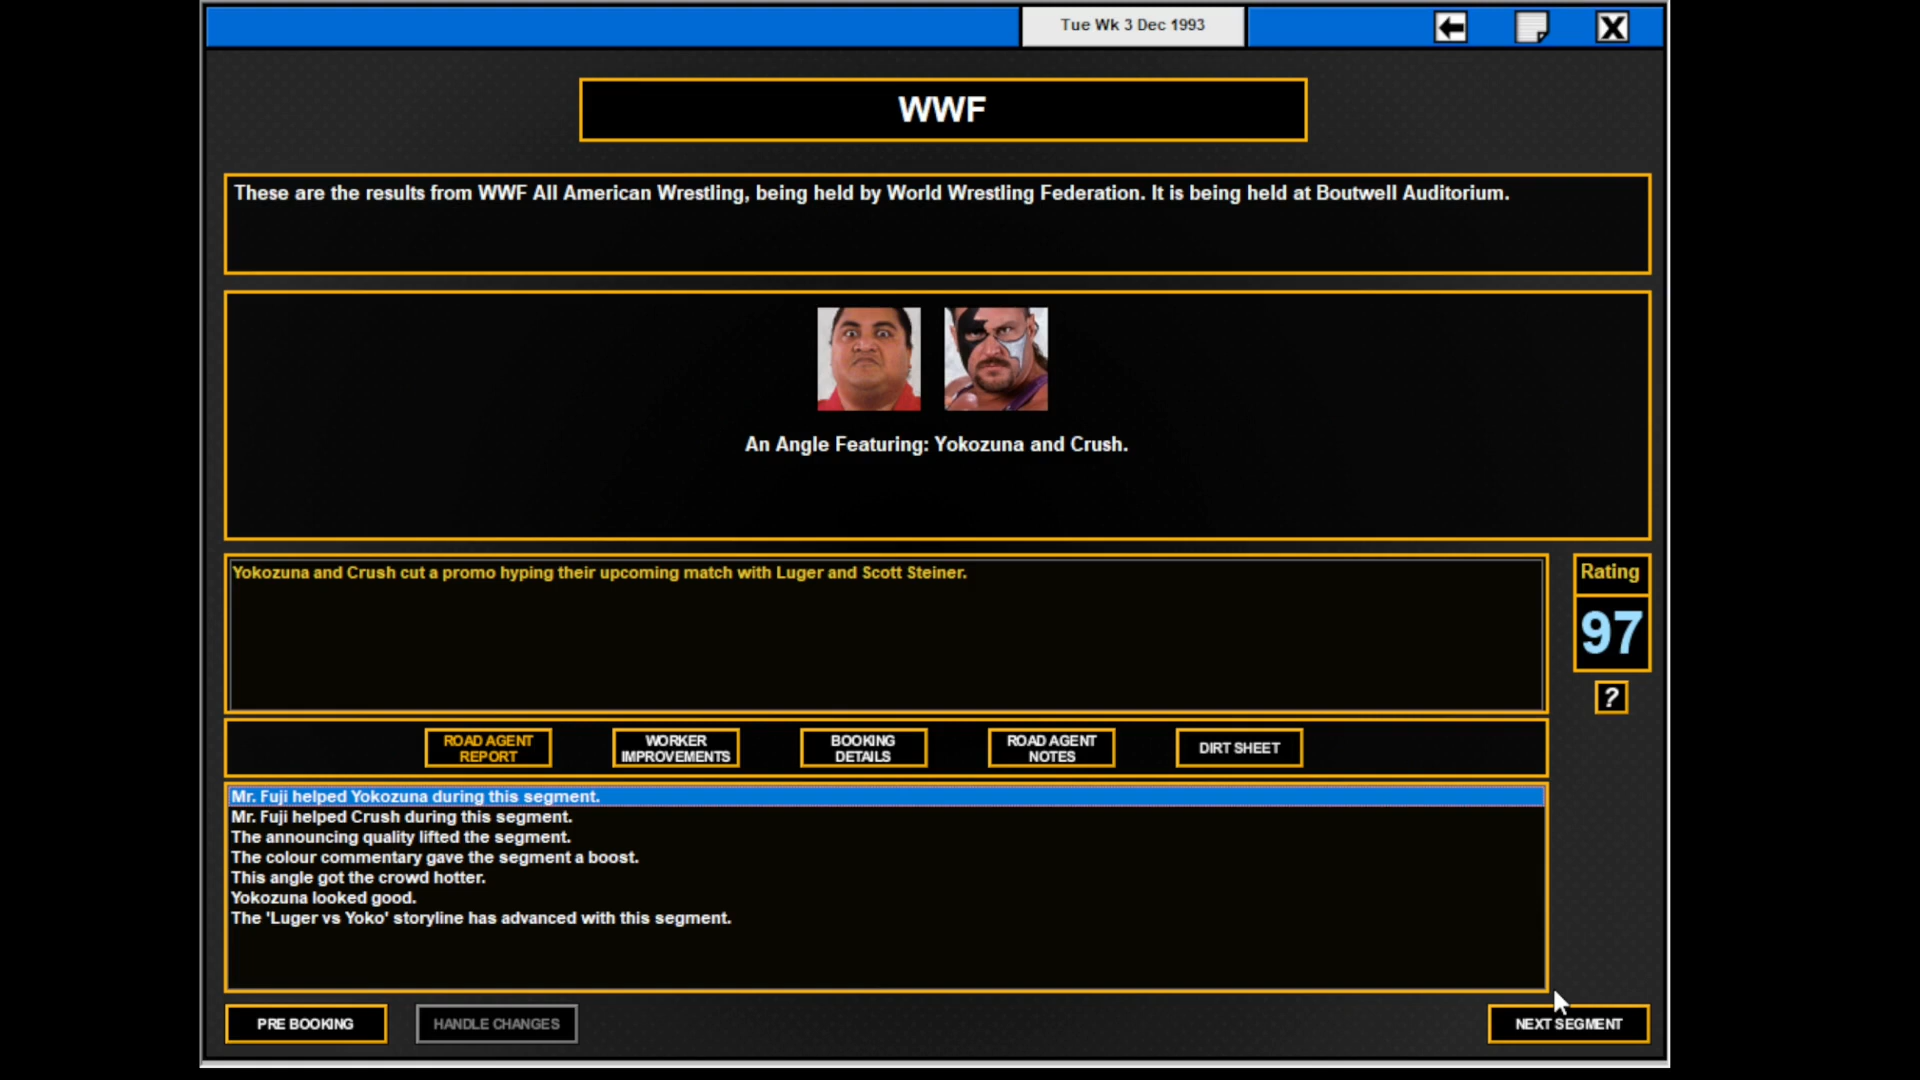 Tue Wk 3 Dec 1993
WWF
These are the results from WWF All American Wrestling, being held by World Wrestling Federation. It is being held at Boutwell Auditorium.
An Angle Featuring: Yokozuna and Crush.
Yokozuna and Crush cut a promo hyping their upcoming match with Luger and Scott Steiner.
Rating
97
?
ROAD AGENT
REPORT
WORKER
IMPROVEMENTS
BOOKING
DETAILS
ROAD AGENT
NOTES
DIRT SHEET
Mr. Fuji helped Yokozuna during this segment.
Mr. Fuji helped Crush during this segment.
The announcing quality lifted the segment.
The colour commentary gave the segment a boost.
This angle got the crowd hotter.
Yokozuna looked good.
The 'Luger vs Yoko' storyline has advanced with this segment.
PRE BOOKING
HANDLE CHANGES
NEXT SEGMENT